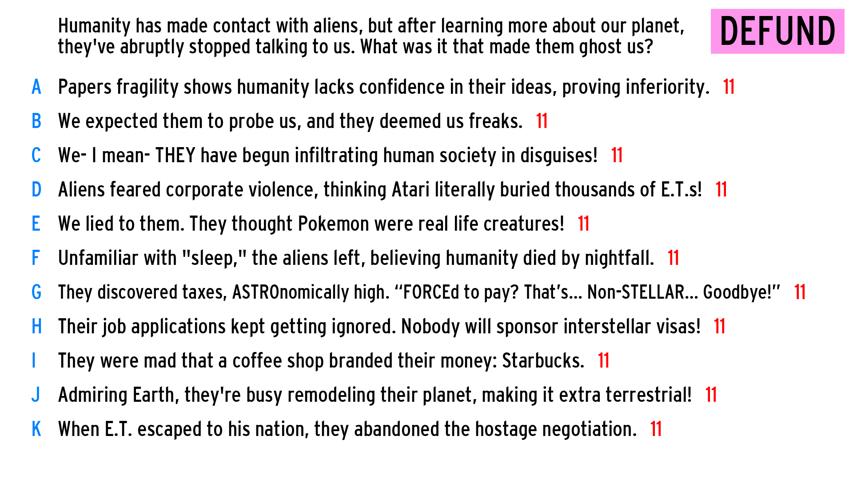 Humanity has made contact with aliens, but after learning more about our planet,
they've abruptly stopped talking to us. What was it that made them ghost us?
DEFUND
A Papers fragility shows humanity lacks confidence in their ideas, proving inferiority. 11
B We expected them to probe us, and they deemed us freaks. 11
C We- I mean- THEY have begun infiltrating human society in disguises! 11
D Aliens feared corporate violence, thinking Atari literally buried thousands of E.T.s! 11
E We lied to them. They thought Pokemon were real life creatures! 11
F Unfamiliar with "sleep," the aliens left, believing humanity died by nightfall. 11
G They discovered taxes, ASTROnomically high. “FORCEd to pay? That’s... Non-STELLAR... Goodbye!” 11
H Their job applications kept getting ignored. Nobody will sponsor interstellar visas! 11
I They were mad that a coffee shop branded their money: Starbucks. 11
J Admiring Earth, they're busy remodeling their planet, making it extra terrestrial! 11
K When E.T. escaped to his nation, they abandoned the hostage negotiation. 11